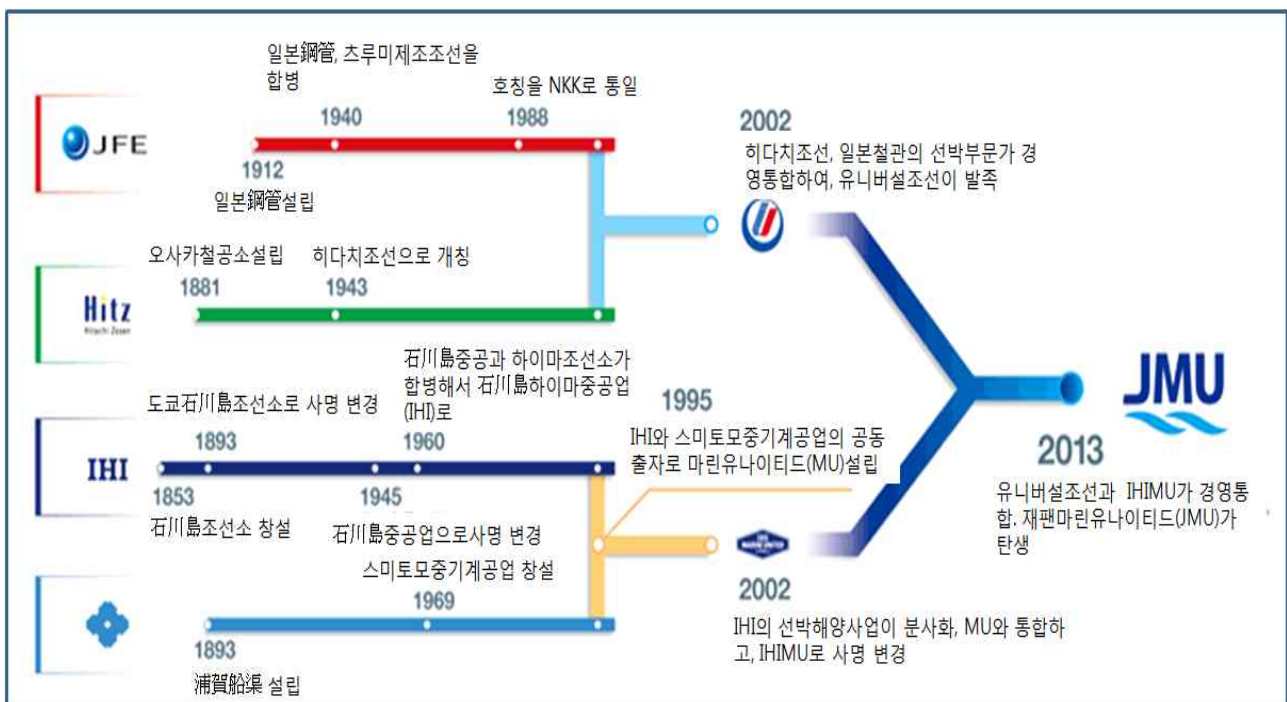 일본鋼管, 츠루미제조조선을
합병
호칭을 NKK로 통일
JFE
1940
1988
1912
일본鋼管설립
2002
히다치조선, 일본철관의 선박부문가 경
영통합하여, 유니버설조선이 발족
오사카철공소설립
히다치조선으로 개칭
Hitz
Hitachi Zosen
1881
1943
石川島중공과 하이마조선소가
합병해서 石川島하이마중공업
(IHI)로
도쿄石川島조선소로 사명 변경
IHI
1893
1960
1853
1945
石川島조선소 창설
石川島중공업으로사명 변경
1995
IHI와 스미토모중기계공업의 공동
출자로 마린유나이티드(MU)설립
스미토모중기계공업 창설
1969
1893
浦賀船渠 설립
2002
IHI의 선박해양사업이 분사화, MU와 통합하
고, IHIMU로 사명 변경
JMU
2013
유니버설조선과 IHIMU가 경영통
합. 재팬마린유나이티드(JMU)가
탄생